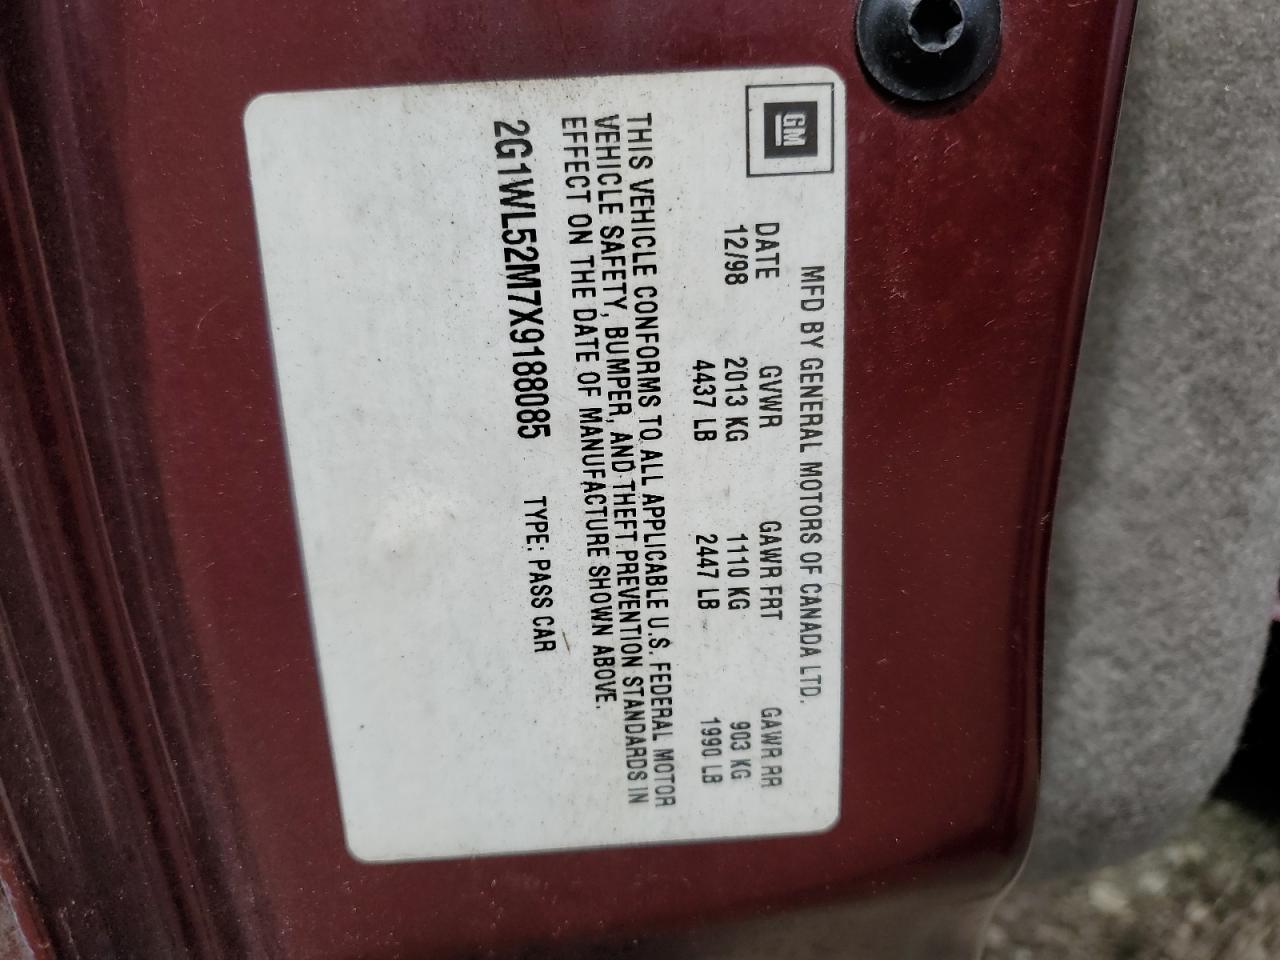 GM
MFD BY GENERAL MOTORS OF CANADA LTD.
DATE GVWR GAWR FRT GAWR RR
12/98 2013 KG 1110 KG 903 KG
4437 LB 2447 LB 1990 LB
THIS VEHICLE CONFORMS TO ALL APPLICABLE U.S. FEDERAL MOTOR
VEHICLE SAFETY, BUMPER, AND THEFT PREVENTION STANDARDS IN
EFFECT ON THE DATE OF MANUFACTURE SHOWN ABOVE.
2G1WL52M7X9188085 TYPE: PASS CAR